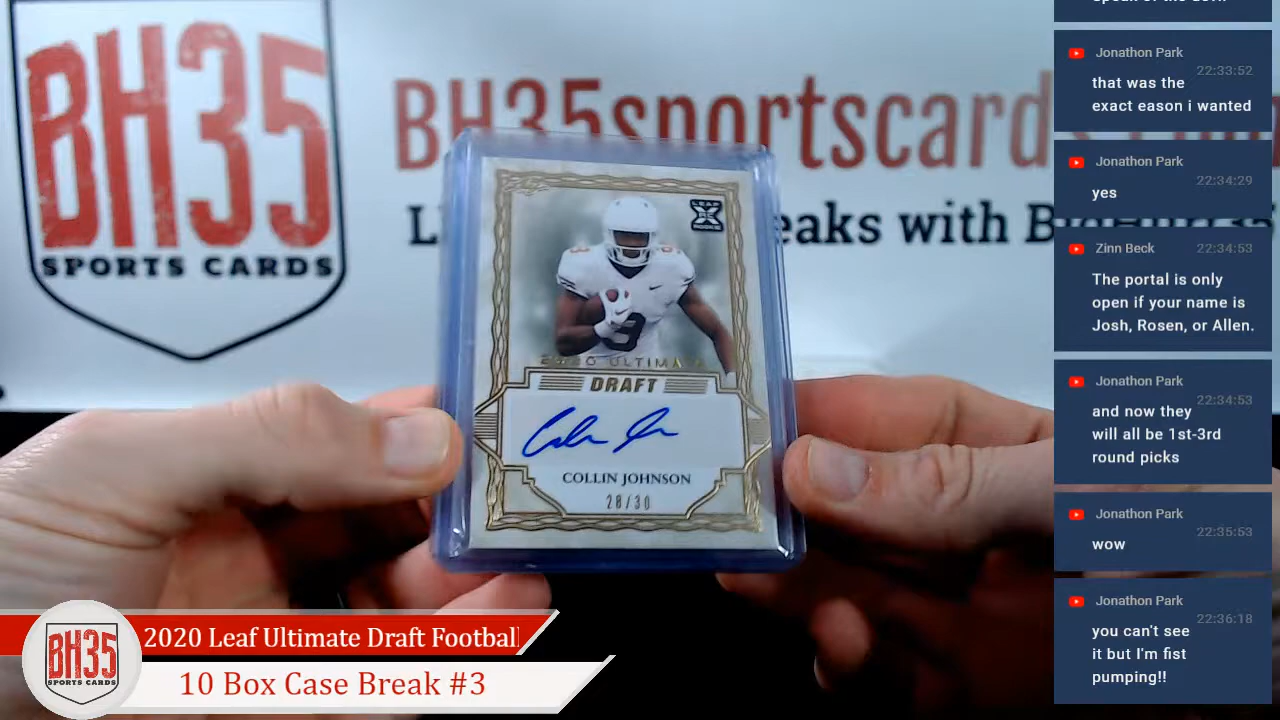 BH35
SPORTS CARDS
BH35sportscard
eaks with
LEAF
ROOKIE
9
DRAFT
COLLIN JOHNSON
28/30
BH35
SPORTS CARDS
2020 Leaf Ultimate Draft Football
10 Box Case Break #3
Jonathon Park
22:33:52
that was the
exact eason i wanted
Jonathon Park
22:34:29
yes
Zinn Beck
22:34:53
The portal is only
open if your name is
Josh, Rosen, or Allen.
Jonathon Park
22:34:53
and now they
will all be 1st-3rd
round picks
Jonathon Park
22:35:53
wow
Jonathon Park
22:36:18
you can't see
it but I'm fist
pumping!!